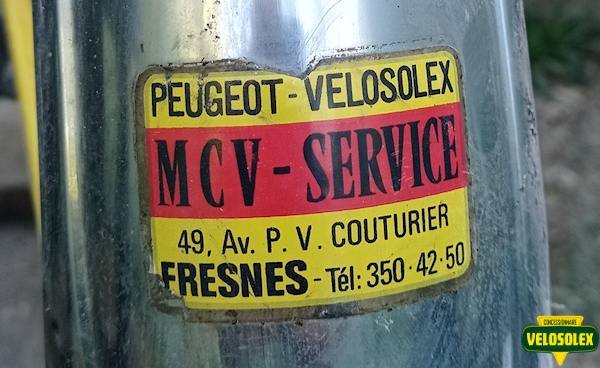 PEUGEOT-VELOSOLEX
MCV-SERVICE
49, Av. P. V. COUTURIER
FRESNES - Tél: 350·42·50
CONCESSIONNAIRE
VELOSOLEX